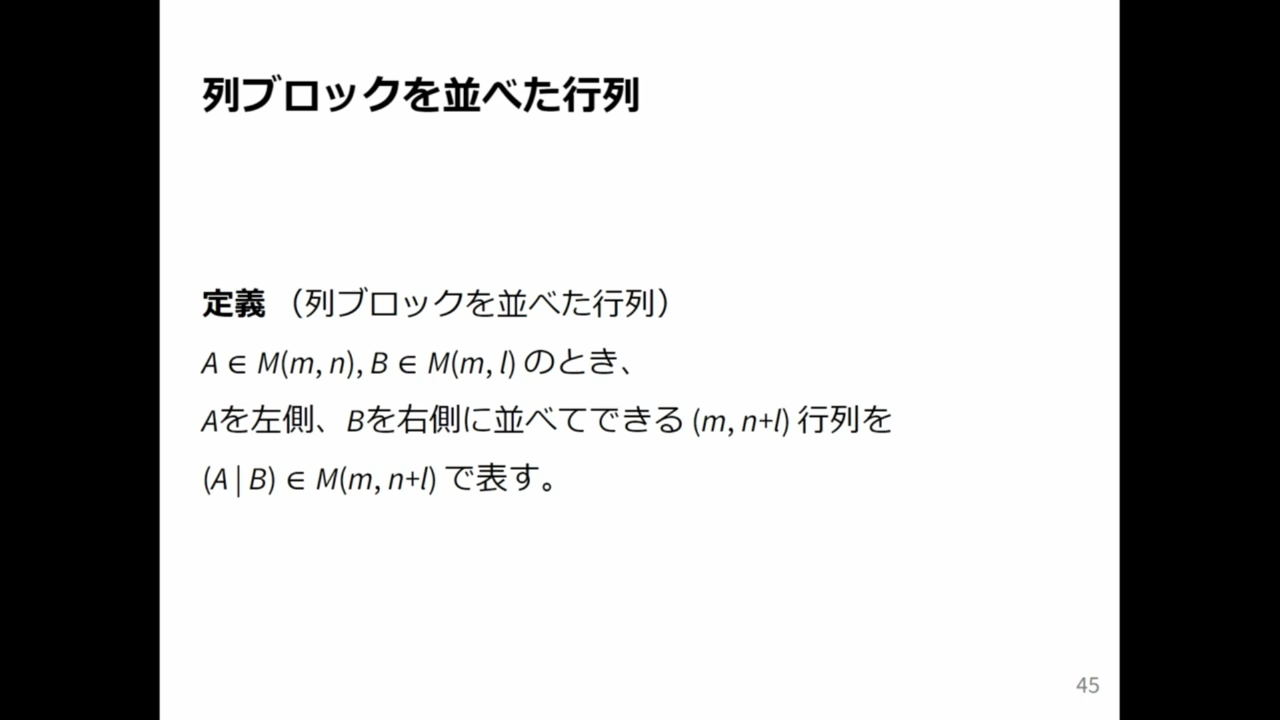 列ブロックを並べた行列
定義 （列ブロックを並べた行列）
A ∈ M(m, n), B ∈ M(m, l) のとき、
Aを左側、Bを右側に並べてできる (m, n+l) 行列を
(A | B) ∈ M(m, n+l) で表す。
45